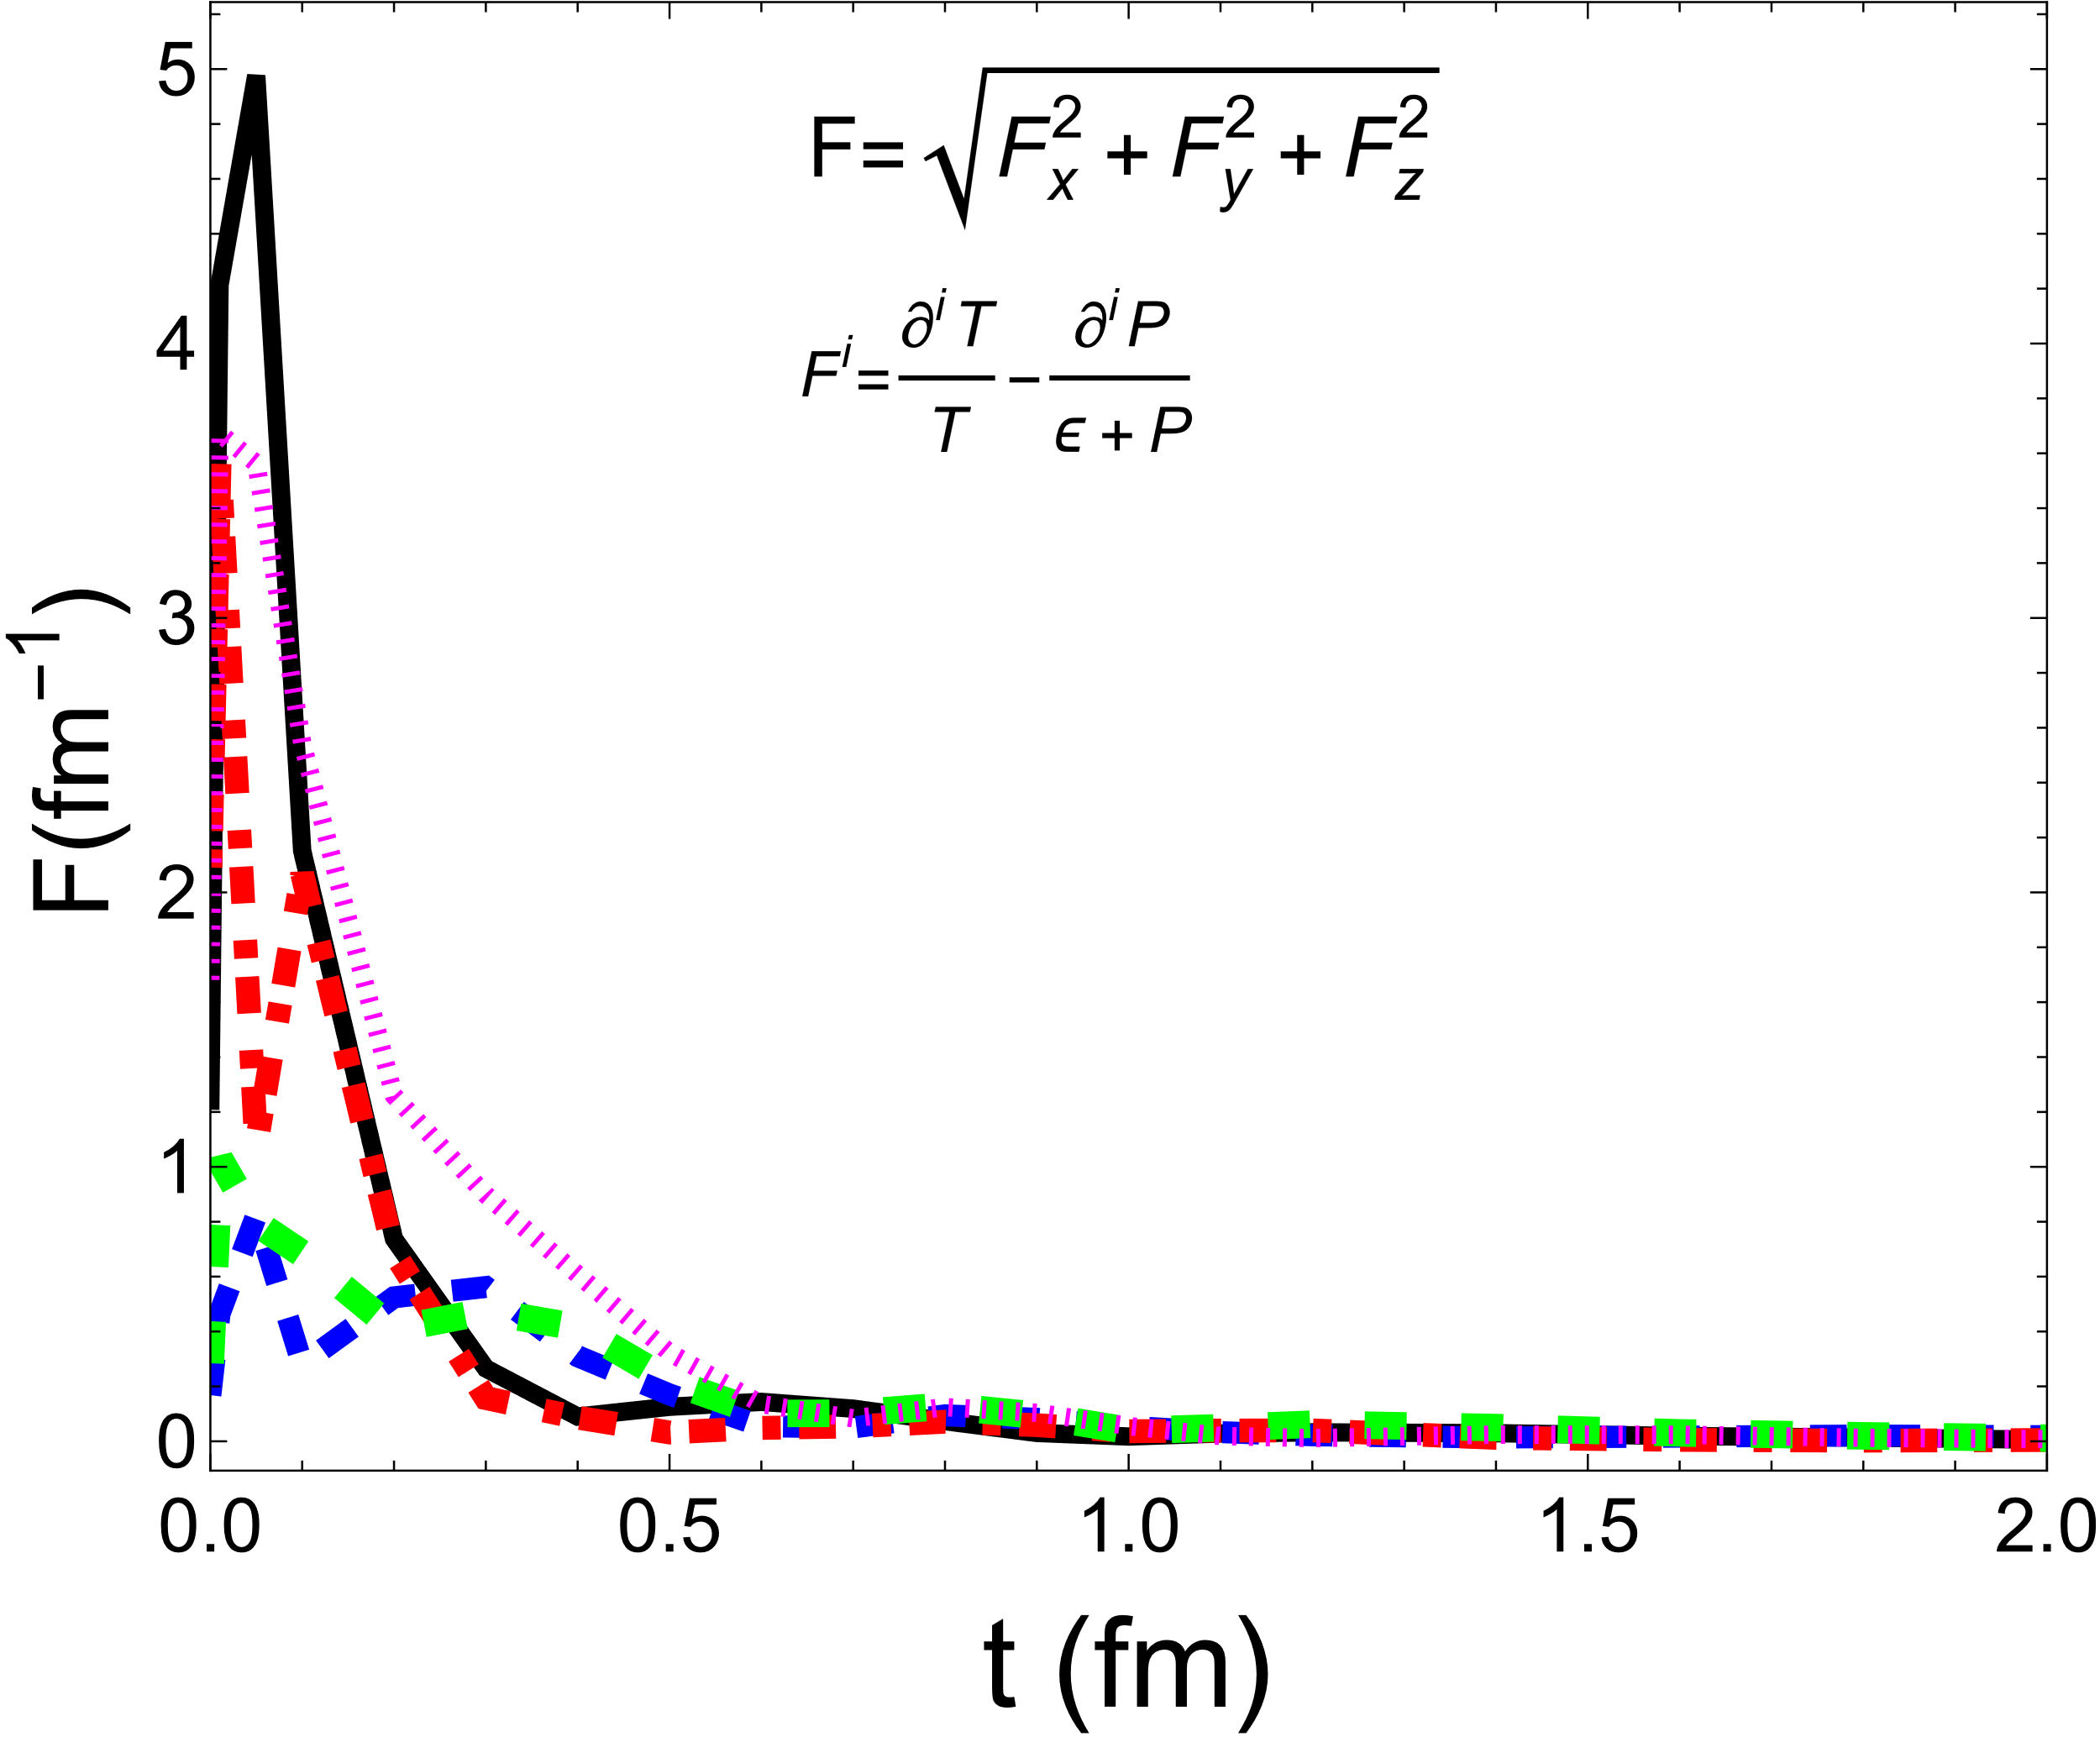 5
4
3
2
1
0
F(fm⁻¹)
F=√(F_x^2 + F_y^2 + F_z^2)
F^i=∂^i T/T − ∂^i P/(ϵ+P)
0.0 0.5 1.0 1.5 2.0
t (fm)